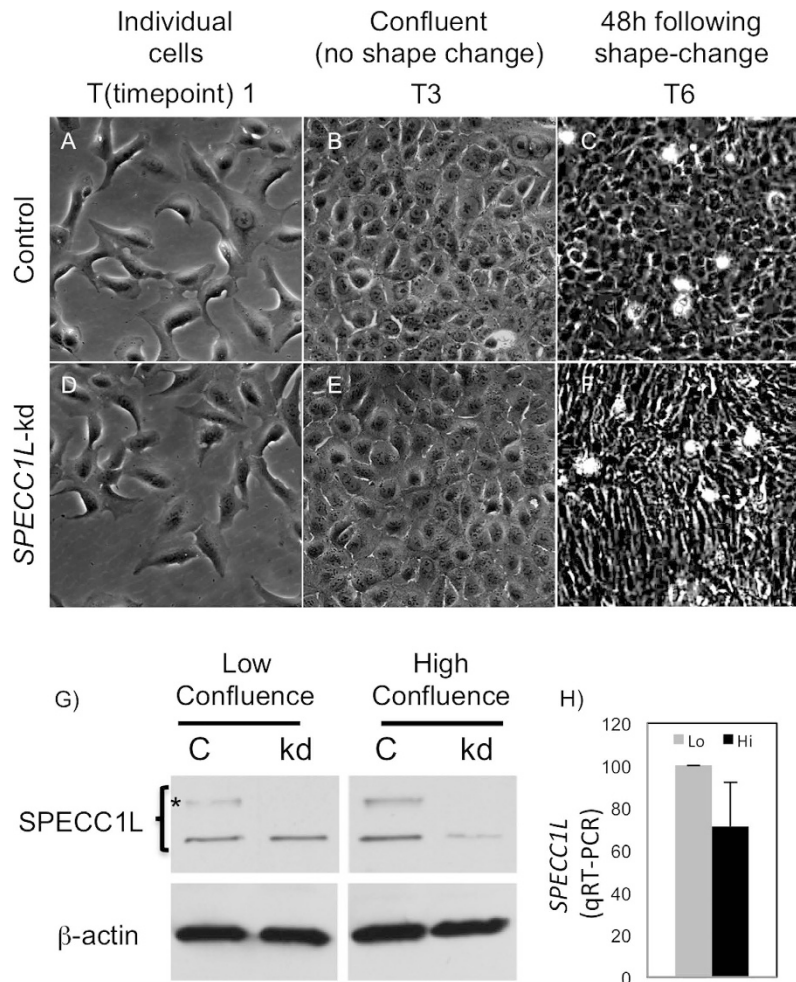 Individual
cells
T(timepoint) 1
Confluent
(no shape change)
T3
48h following
shape-change
T6
Control
A
B
C
SPECC1L-kd
D
E
F
G)
Low
Confluence
High
Confluence
C
kd
C
kd
SPECC1L
*
β-actin
H)
SPECC1L
(qRT-PCR)
120
100
80
60
40
20
0
Lo
Hi